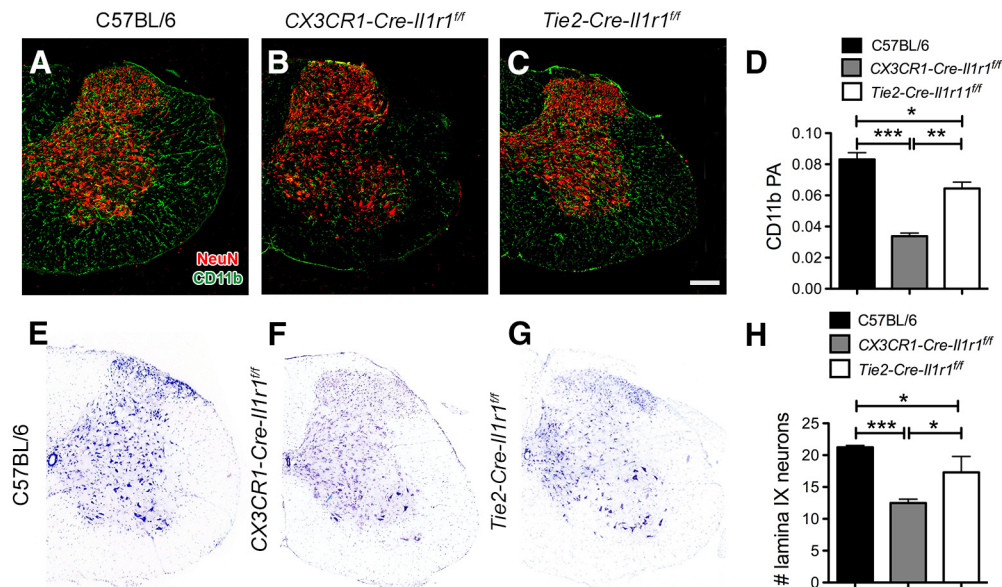 C57BL/6
CX3CR1-Cre-Il1r1f/f
Tie2-Cre-Il1r1f/f
A
B
C
NeuN
CD11b
D
C57BL/6
CX3CR1-Cre-Il1r1f/f
Tie2-Cre-Il1r11f/f
*
*** **
0.10
0.08
0.06
0.04
0.02
0.00
CD11b PA
E
F
G
C57BL/6
CX3CR1-Cre-Il1r1f/f
Tie2-Cre-Il1r1f/f
H
C57BL/6
CX3CR1-Cre-Il1r1f/f
Tie2-Cre-Il1r1f/f
*
*** *
25
20
15
10
5
0
# lamina IX neurons